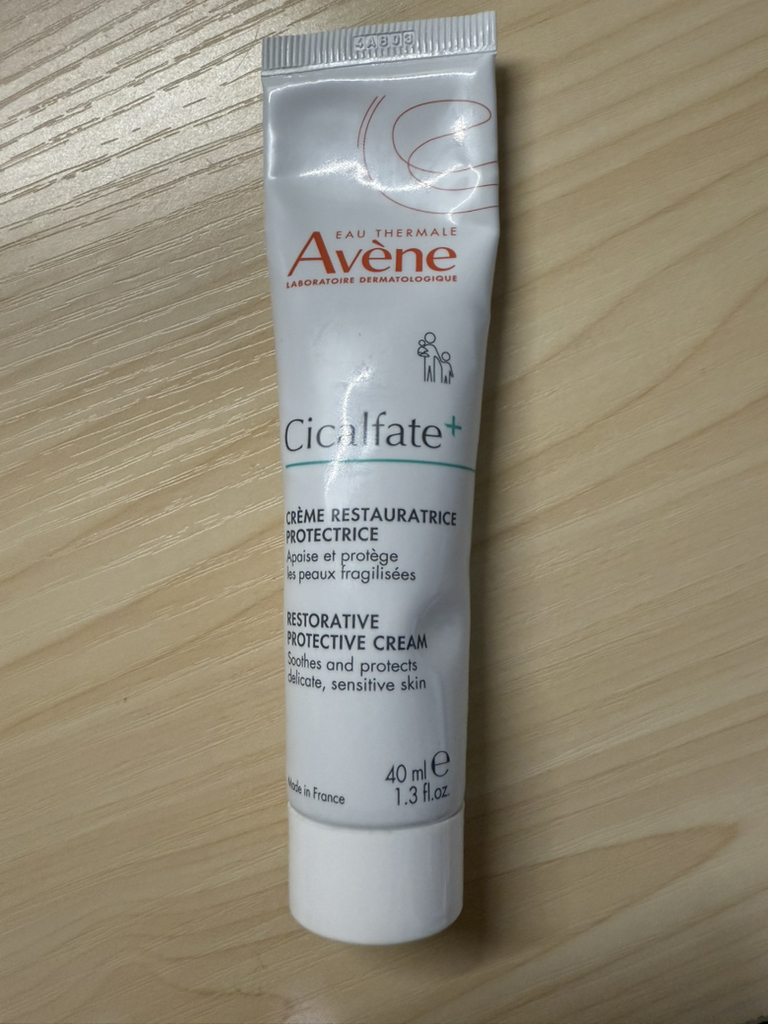 EAU THERMALE
Avène
LABORATOIRE DERMATOLOGIQUE
Cicalfate+
CRÈME RESTAURATRICE
PROTECTRICE
Apaise et protège
les peaux fragilisées
RESTORATIVE
PROTECTIVE CREAM
Soothes and protects
delicate, sensitive skin
40 ml e
Made in France
1.3 fl.oz.